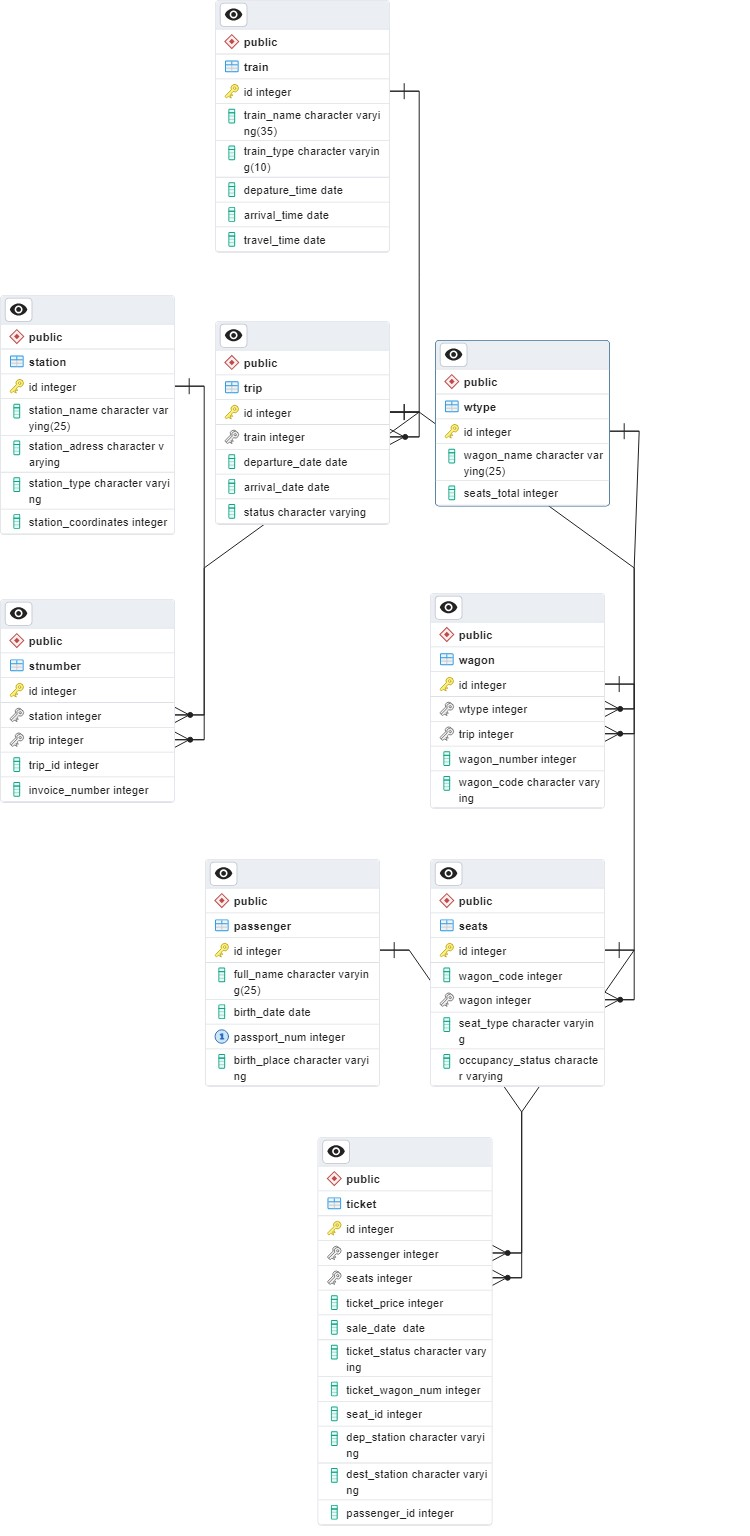 public
train
id integer
train_name character varyi
ng(35)
train_type character varyin
g(10)
depature_time date
arrival_time date
travel_time date
public
station
id integer
station_name character var
ying(25)
station_adress character v
arying
station_type character varyi
ng
station_coordinates integer
public
trip
id integer
train integer
departure_date date
arrival_date date
status character varying
public
wtype
id integer
wagon_name character var
ying(25)
seats_total integer
public
stnumber
id integer
station integer
trip integer
trip_id integer
invoice_number integer
public
wagon
id integer
wtype integer
trip integer
wagon_number integer
wagon_code character vary
ing
public
passenger
id integer
full_name character varyin
g(25)
birth_date date
1 passport_num integer
birth_place character varyi
ng
public
seats
id integer
wagon_code integer
wagon integer
seat_type character varyin
g
occupancy_status characte
r varying
public
ticket
id integer
passenger integer
seats integer
ticket_price integer
sale_date  date
ticket_status character vary
ing
ticket_wagon_num integer
seat_id integer
dep_station character varyi
ng
dest_station character varyi
ng
passenger_id integer